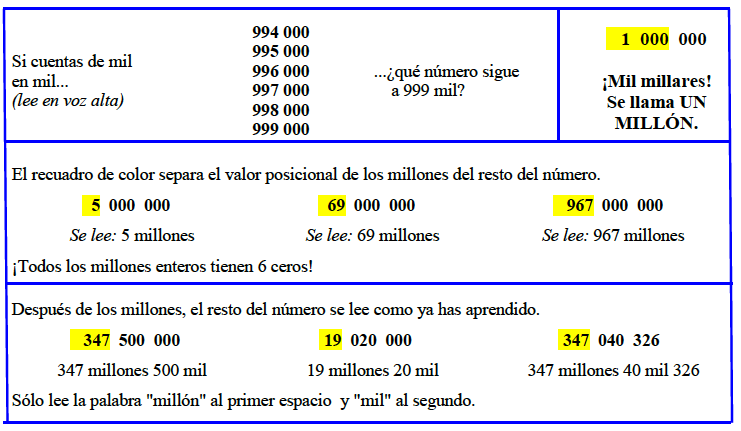 Si cuentas de mil
en mil...
(lee en voz alta)
994 000
995 000
996 000
997 000
998 000
999 000
...¿qué número sigue
a 999 mil?
1 000 000
¡Mil millares!
Se llama UN
MILLÓN.
El recuadro de color separa el valor posicional de los millones del resto del número.
5 000 000 69 000 000 967 000 000
Se lee: 5 millones Se lee: 69 millones Se lee: 967 millones
¡Todos los millones enteros tienen 6 ceros!
Después de los millones, el resto del número se lee como ya has aprendido.
347 500 000 19 020 000 347 040 326
347 millones 500 mil 19 millones 20 mil 347 millones 40 mil 326
Sólo lee la palabra "millón" al primer espacio y "mil" al segundo.